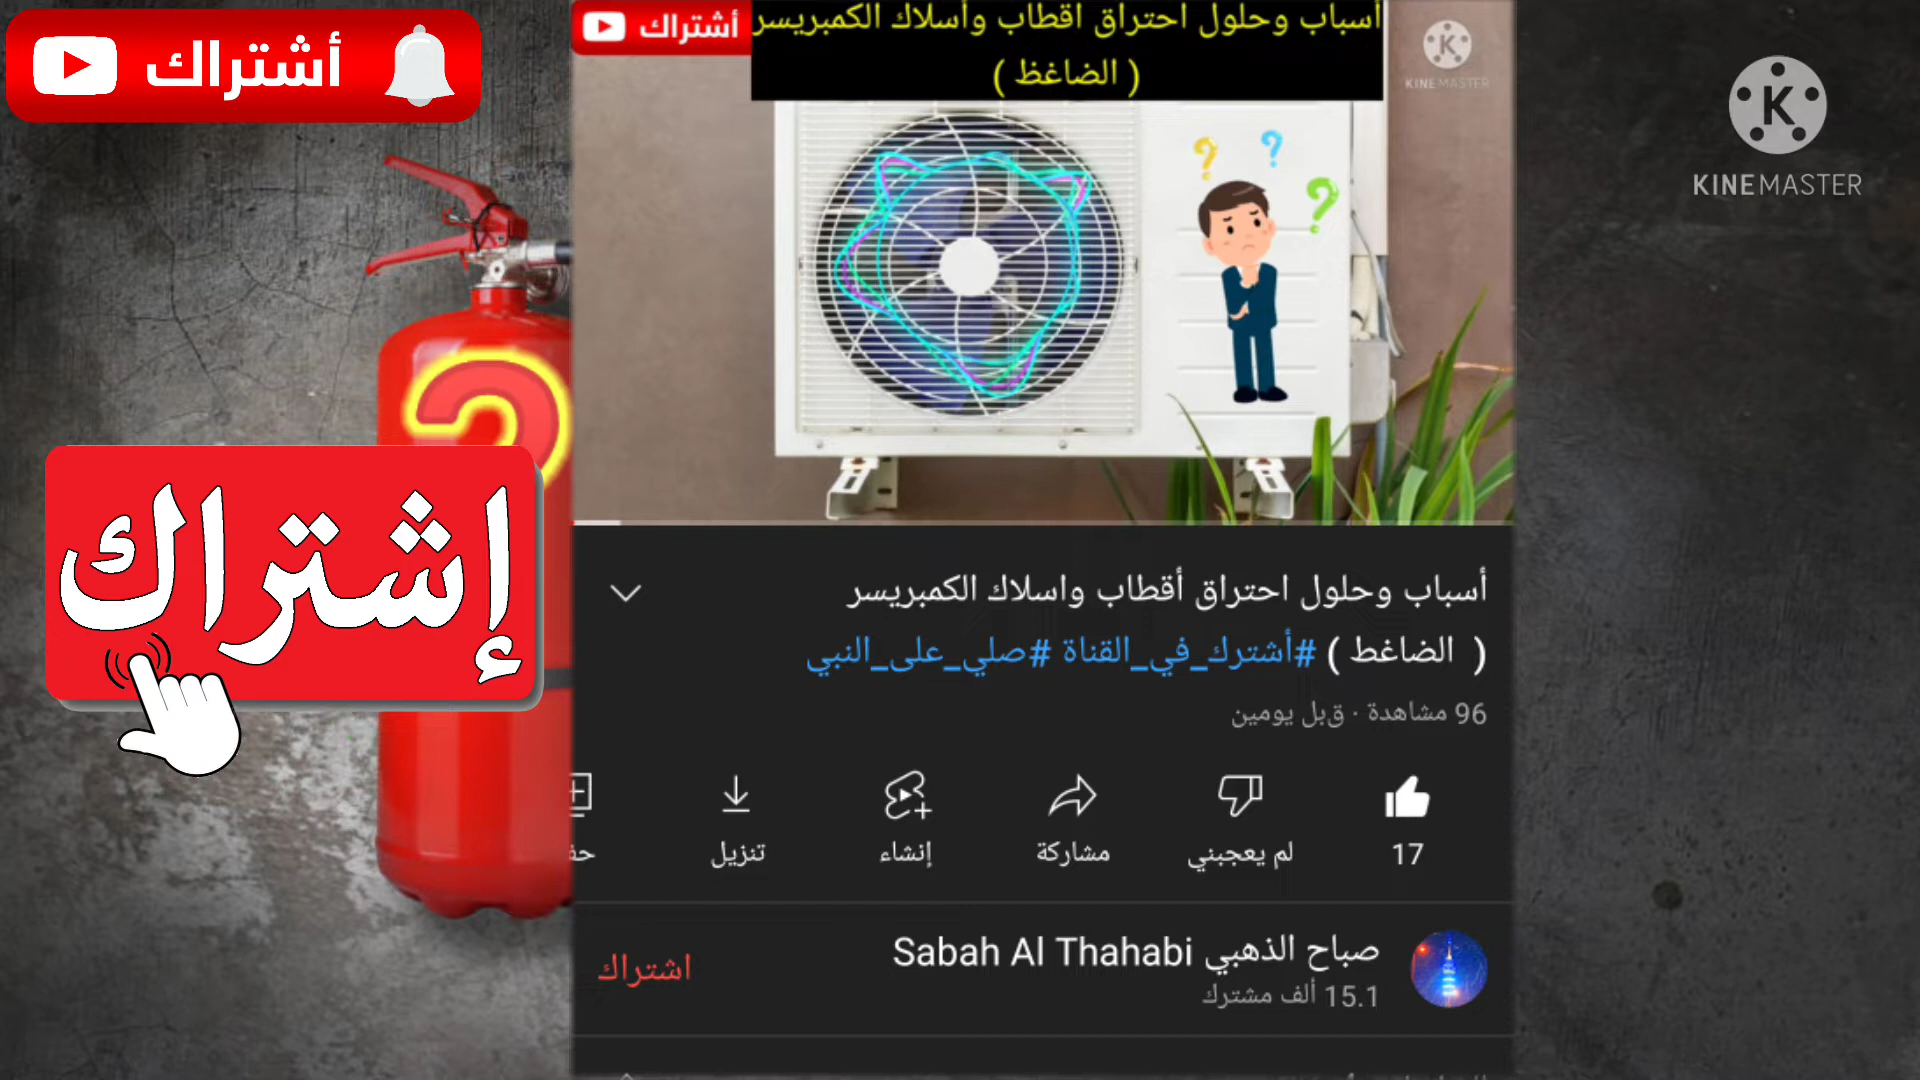 أشتراك
KINEMASTER
إشتراك
أشتراك
أسباب وحلول احتراق اقطاب وأسلاك الكمبريسر
( الضاغظ )
KINEMASTER
أسباب وحلول احتراق أقطاب واسلاك الكمبريسر
( الضاغط ) #أشترك_في_القناة #صلي_على_النبي
96 مشاهدة · قبل يومين
17
لم يعجبني
مشاركة
إنشاء
تنزيل
صباح الذهبي Sabah Al Thahabi
15.1 ألف مشترك
اشتراك